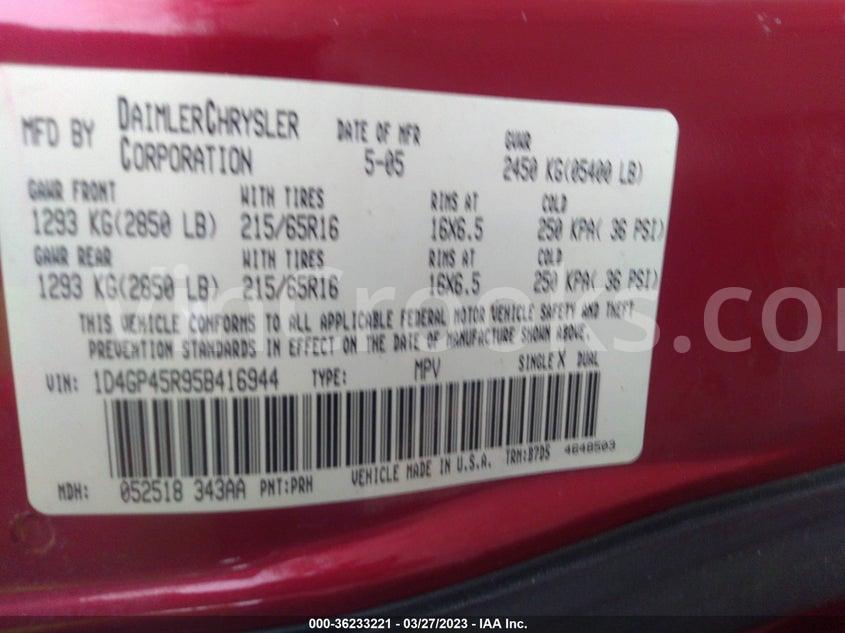 MFD BY DAIMLERCHRYSLER CORPORATION DATE OF MFR 5-05 GVWR 2450 KG(05400 LB)
GAWR FRONT WITH TIRES RIMS AT COLD
1293 KG(2850 LB) 215/65R16 16X6.5 250 KPA( 36 PSI)
GAWR REAR WITH TIRES RIMS AT COLD
1293 KG(2850 LB) 215/65R16 16X6.5 250 KPA( 36 PSI)
THIS VEHICLE CONFORMS TO ALL APPLICABLE FEDERAL MOTOR VEHICLE SAFETY AND THEFT
PREVENTION STANDARDS IN EFFECT ON THE DATE OF MANUFACTURE SHOWN ABOVE.
VIN: 1D4GP45R95B416944 TYPE: MPV SINGLE X DUAL
MDH: 052518 343AA PNT:PRH VEHICLE MADE IN U.S.A. TRM:B7D5 4648503
VinCrooks.co
000-36233221 - 03/27/2023 - IAA Inc.